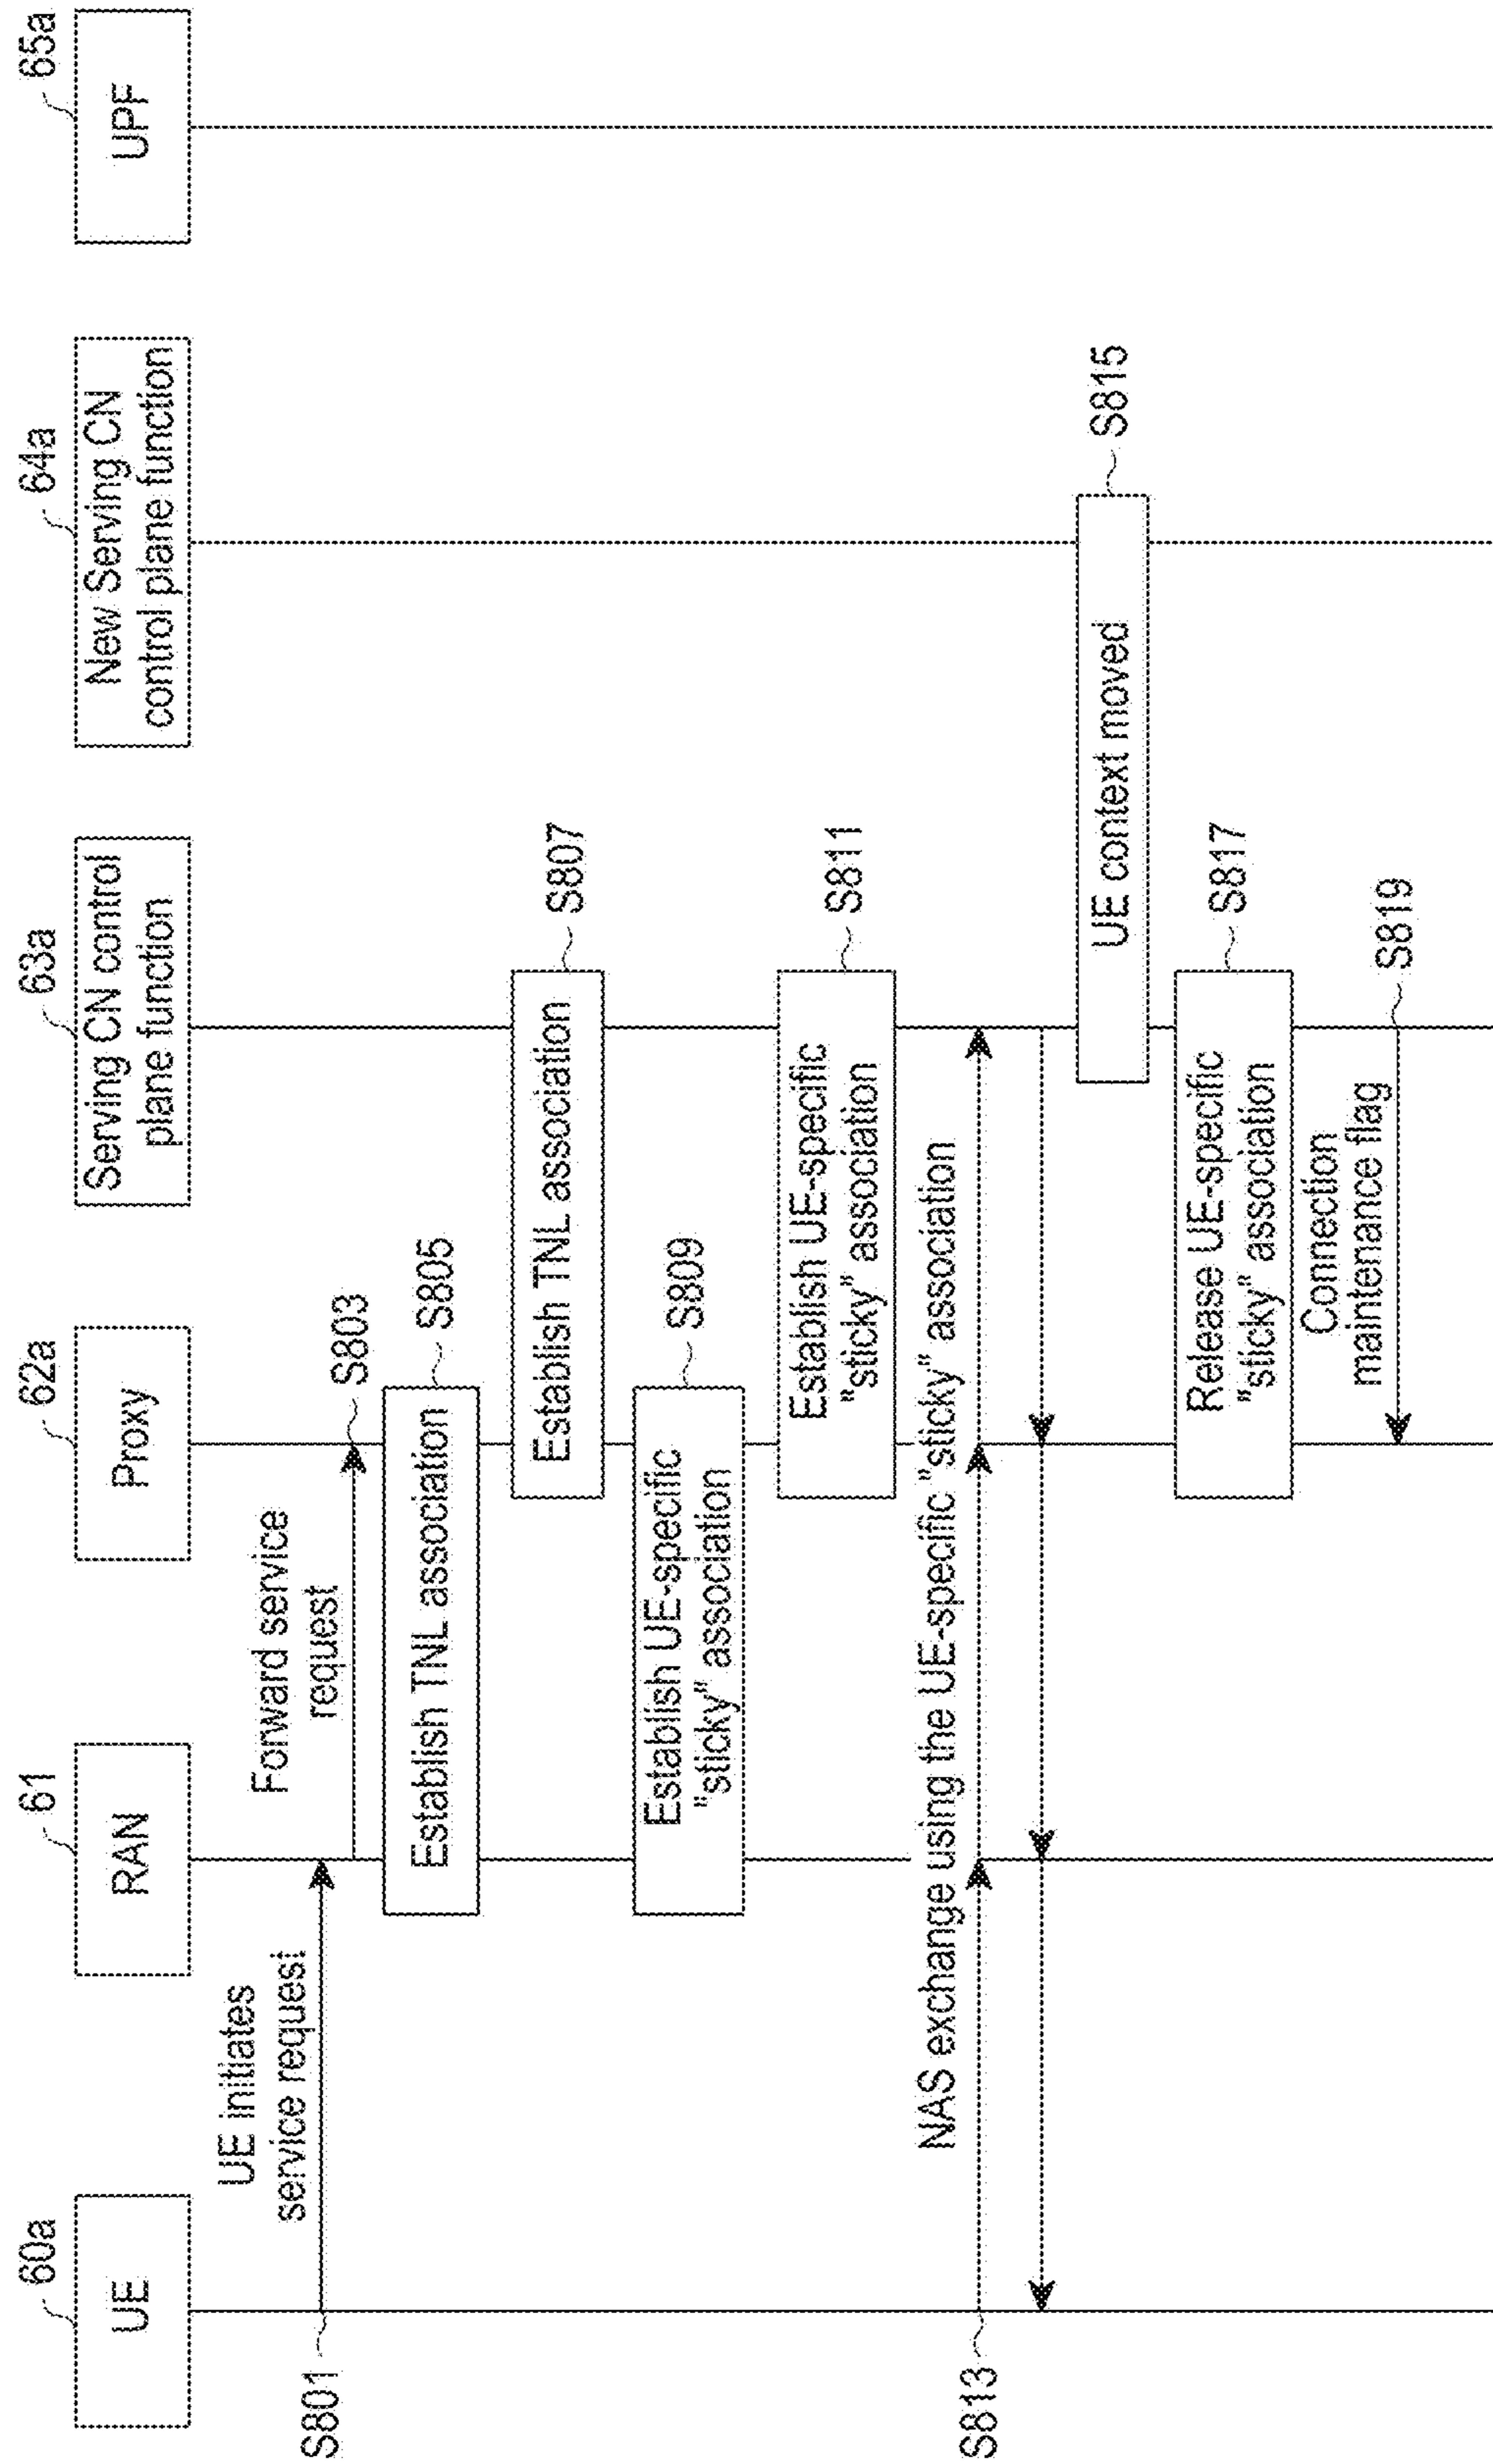 60a
61
62a
63a
64a
65a
UE
RAN
Proxy
Serving CN control
plane function
New Serving CN
control plane function
UPF
UE initiates
service request
S801
Forward service
request
S803
Establish TNL association
S805
Establish TNL association
S807
Establish UE-specific
"sticky" association
S809
Establish UE-specific
"sticky" association
S811
NAS exchange using the UE-specific "sticky" association
S813
UE context moved
S815
Release UE-specific
"sticky" association
S817
Connection
maintenance flag
S819